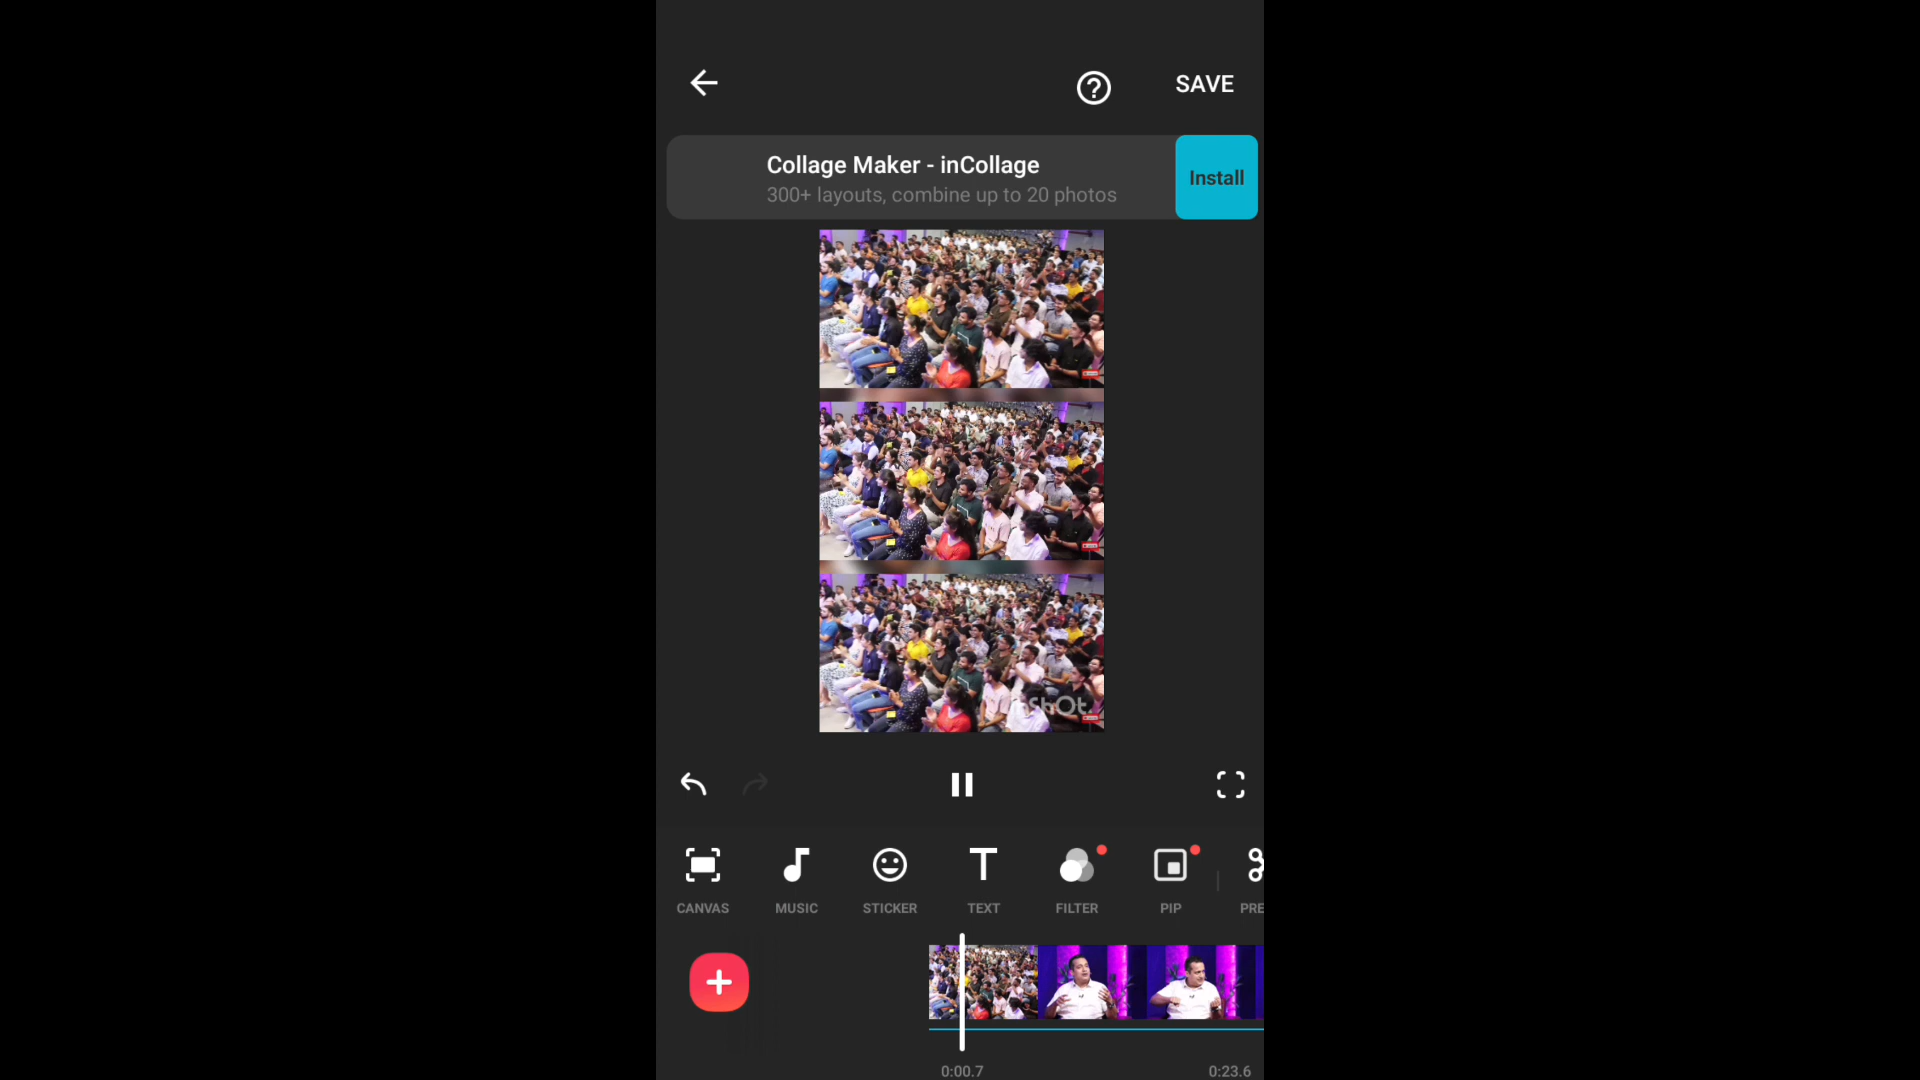 SAVE
Collage Maker - inCollage
300+ layouts, combine up to 20 photos
Install
CANVAS
MUSIC
STICKER
TEXT
FILTER
PIP
PRE
0:00.7
0:23.6